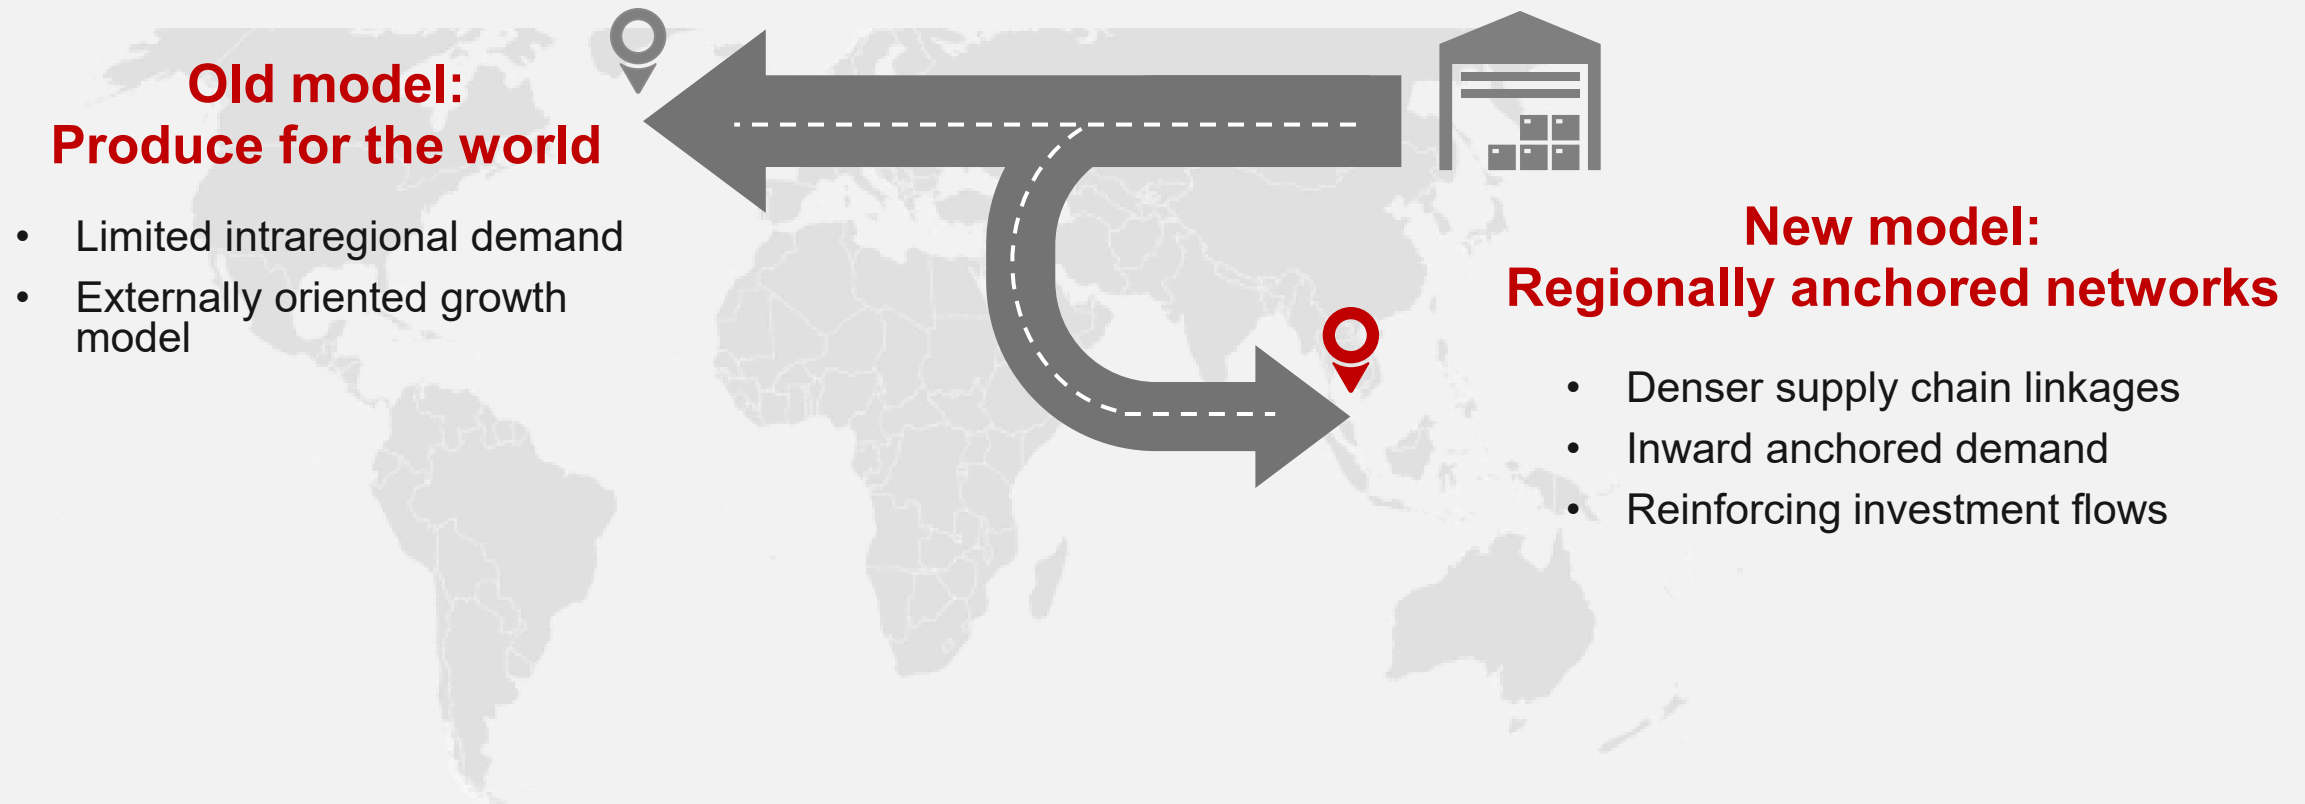 Old model:
Produce for the world
• Limited intraregional demand
• Externally oriented growth
model
New model:
Regionally anchored networks
• Denser supply chain linkages
• Inward anchored demand
• Reinforcing investment flows